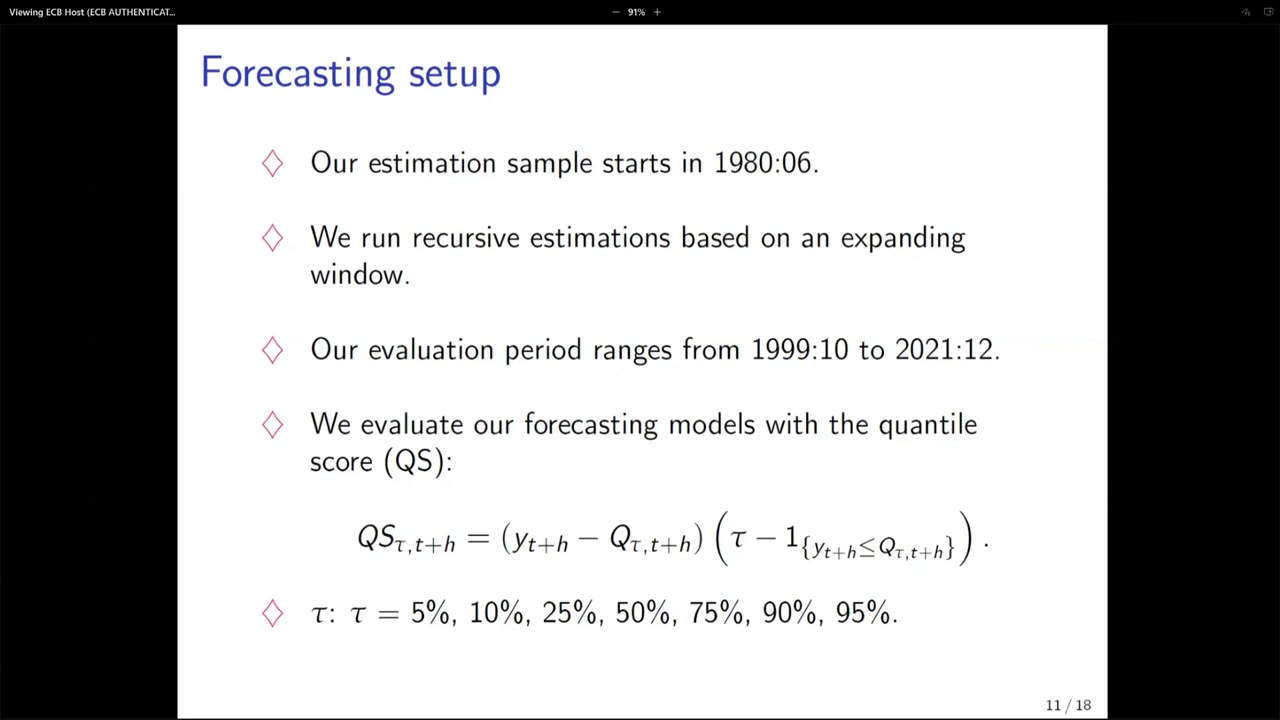 Viewing ECB Host (ECB AUTHENTICAT...
− 91% +
Forecasting setup
♢ Our estimation sample starts in 1980:06.
♢ We run recursive estimations based on an expanding
window.
♢ Our evaluation period ranges from 1999:10 to 2021:12.
♢ We evaluate our forecasting models with the quantile
score (QS):
QS_{τ,t+h} = (y_{t+h} − Q_{τ,t+h}) (τ − 1_{\{y_{t+h}≤Q_{τ,t+h}\}}) .
♢ τ: τ = 5%, 10%, 25%, 50%, 75%, 90%, 95%.
11 / 18